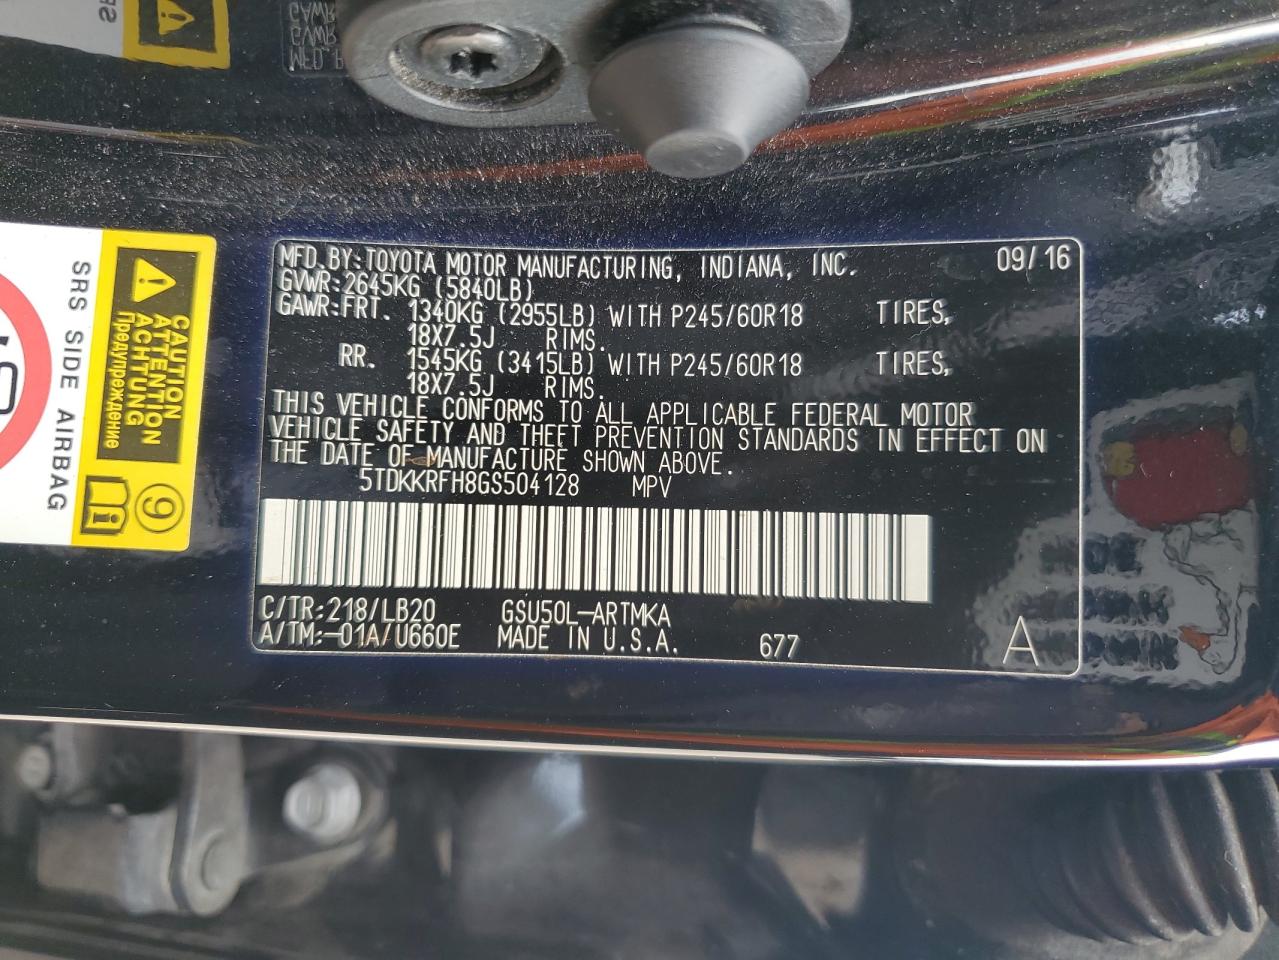 MFD.BY:TOYOTA MOTOR MANUFACTURING, INDIANA, INC. 09/16
GVWR:2645KG (5840LB)
GAWR:FRT. 1340KG (2955LB) WITH P245/60R18 TIRES,
18X7.5J RIMS.
RR. 1545KG (3415LB) WITH P245/60R18 TIRES,
18X7.5J RIMS.
THIS VEHICLE CONFORMS TO ALL APPLICABLE FEDERAL MOTOR
VEHICLE SAFETY AND THEFT PREVENTION STANDARDS IN EFFECT ON
THE DATE OF MANUFACTURE SHOWN ABOVE.
5TDKKRFH8GS504128 MPV
C/TR:218/LB20 GSU50L-ARTMKA
A/TM:-01A/U660E MADE IN U.S.A. 677 A
CAUTION
ATTENTION
ACHTUNG
Предупреждение
SRS SIDE AIRBAG
9